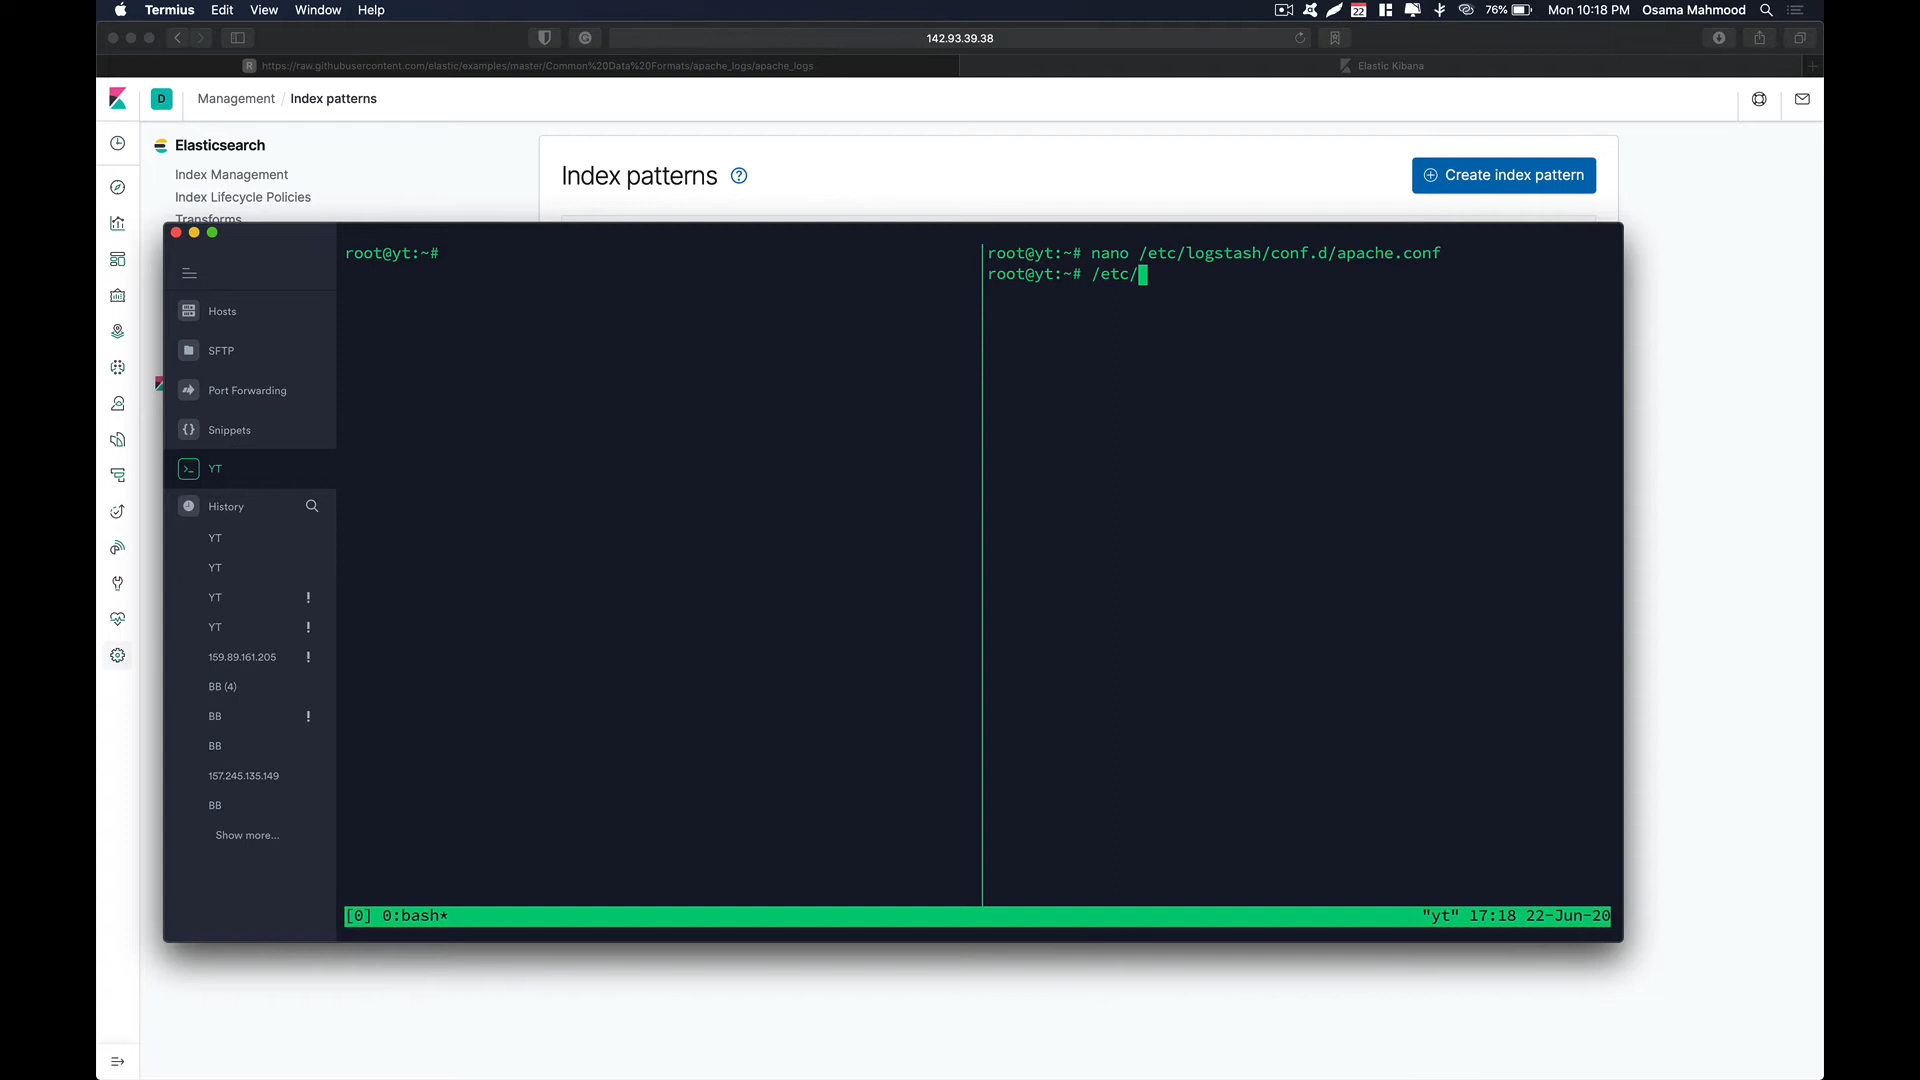 Termius Edit View Window Help
22 76% Mon 10:18 PM Osama Mahmood
142.93.39.38
R https://raw.githubusercontent.com/elastic/examples/master/Common%20Data%20Formats/apache_logs/apache_logs
Elastic Kibana
D Management / Index patterns
Elasticsearch
Index Management
Index Lifecycle Policies
Transforms
Index patterns ?
Create index pattern
Hosts
SFTP
Port Forwarding
Snippets
YT
History
YT
YT
YT !
YT !
159.89.161.205 !
BB (4)
BB !
BB
157.245.135.149
BB
Show more...
root@yt:~#
root@yt:~# nano /etc/logstash/conf.d/apache.conf
root@yt:~# /etc/
[0] 0:bash* "yt" 17:18 22-Jun-20